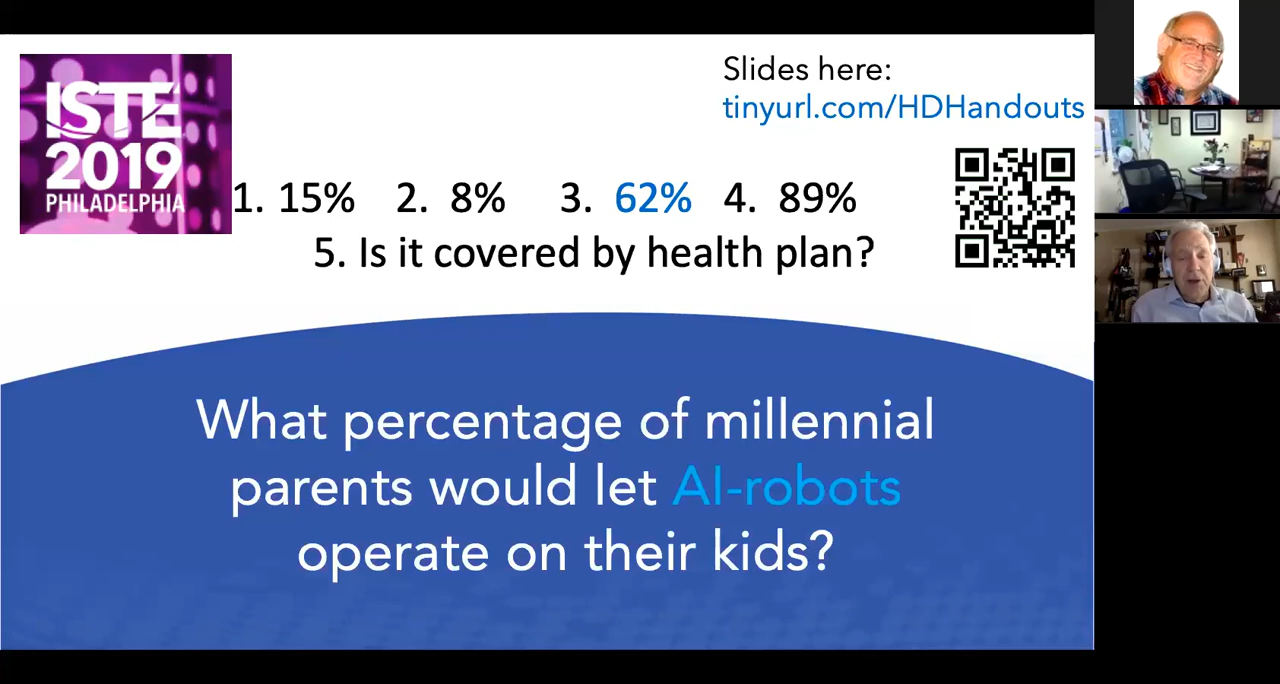 ISTE
2019
PHILADELPHIA
Slides here:
tinyurl.com/HDHandouts
1. 15% 2. 8% 3. 62% 4. 89%
5. Is it covered by health plan?
What percentage of millennial
parents would let AI-robots
operate on their kids?